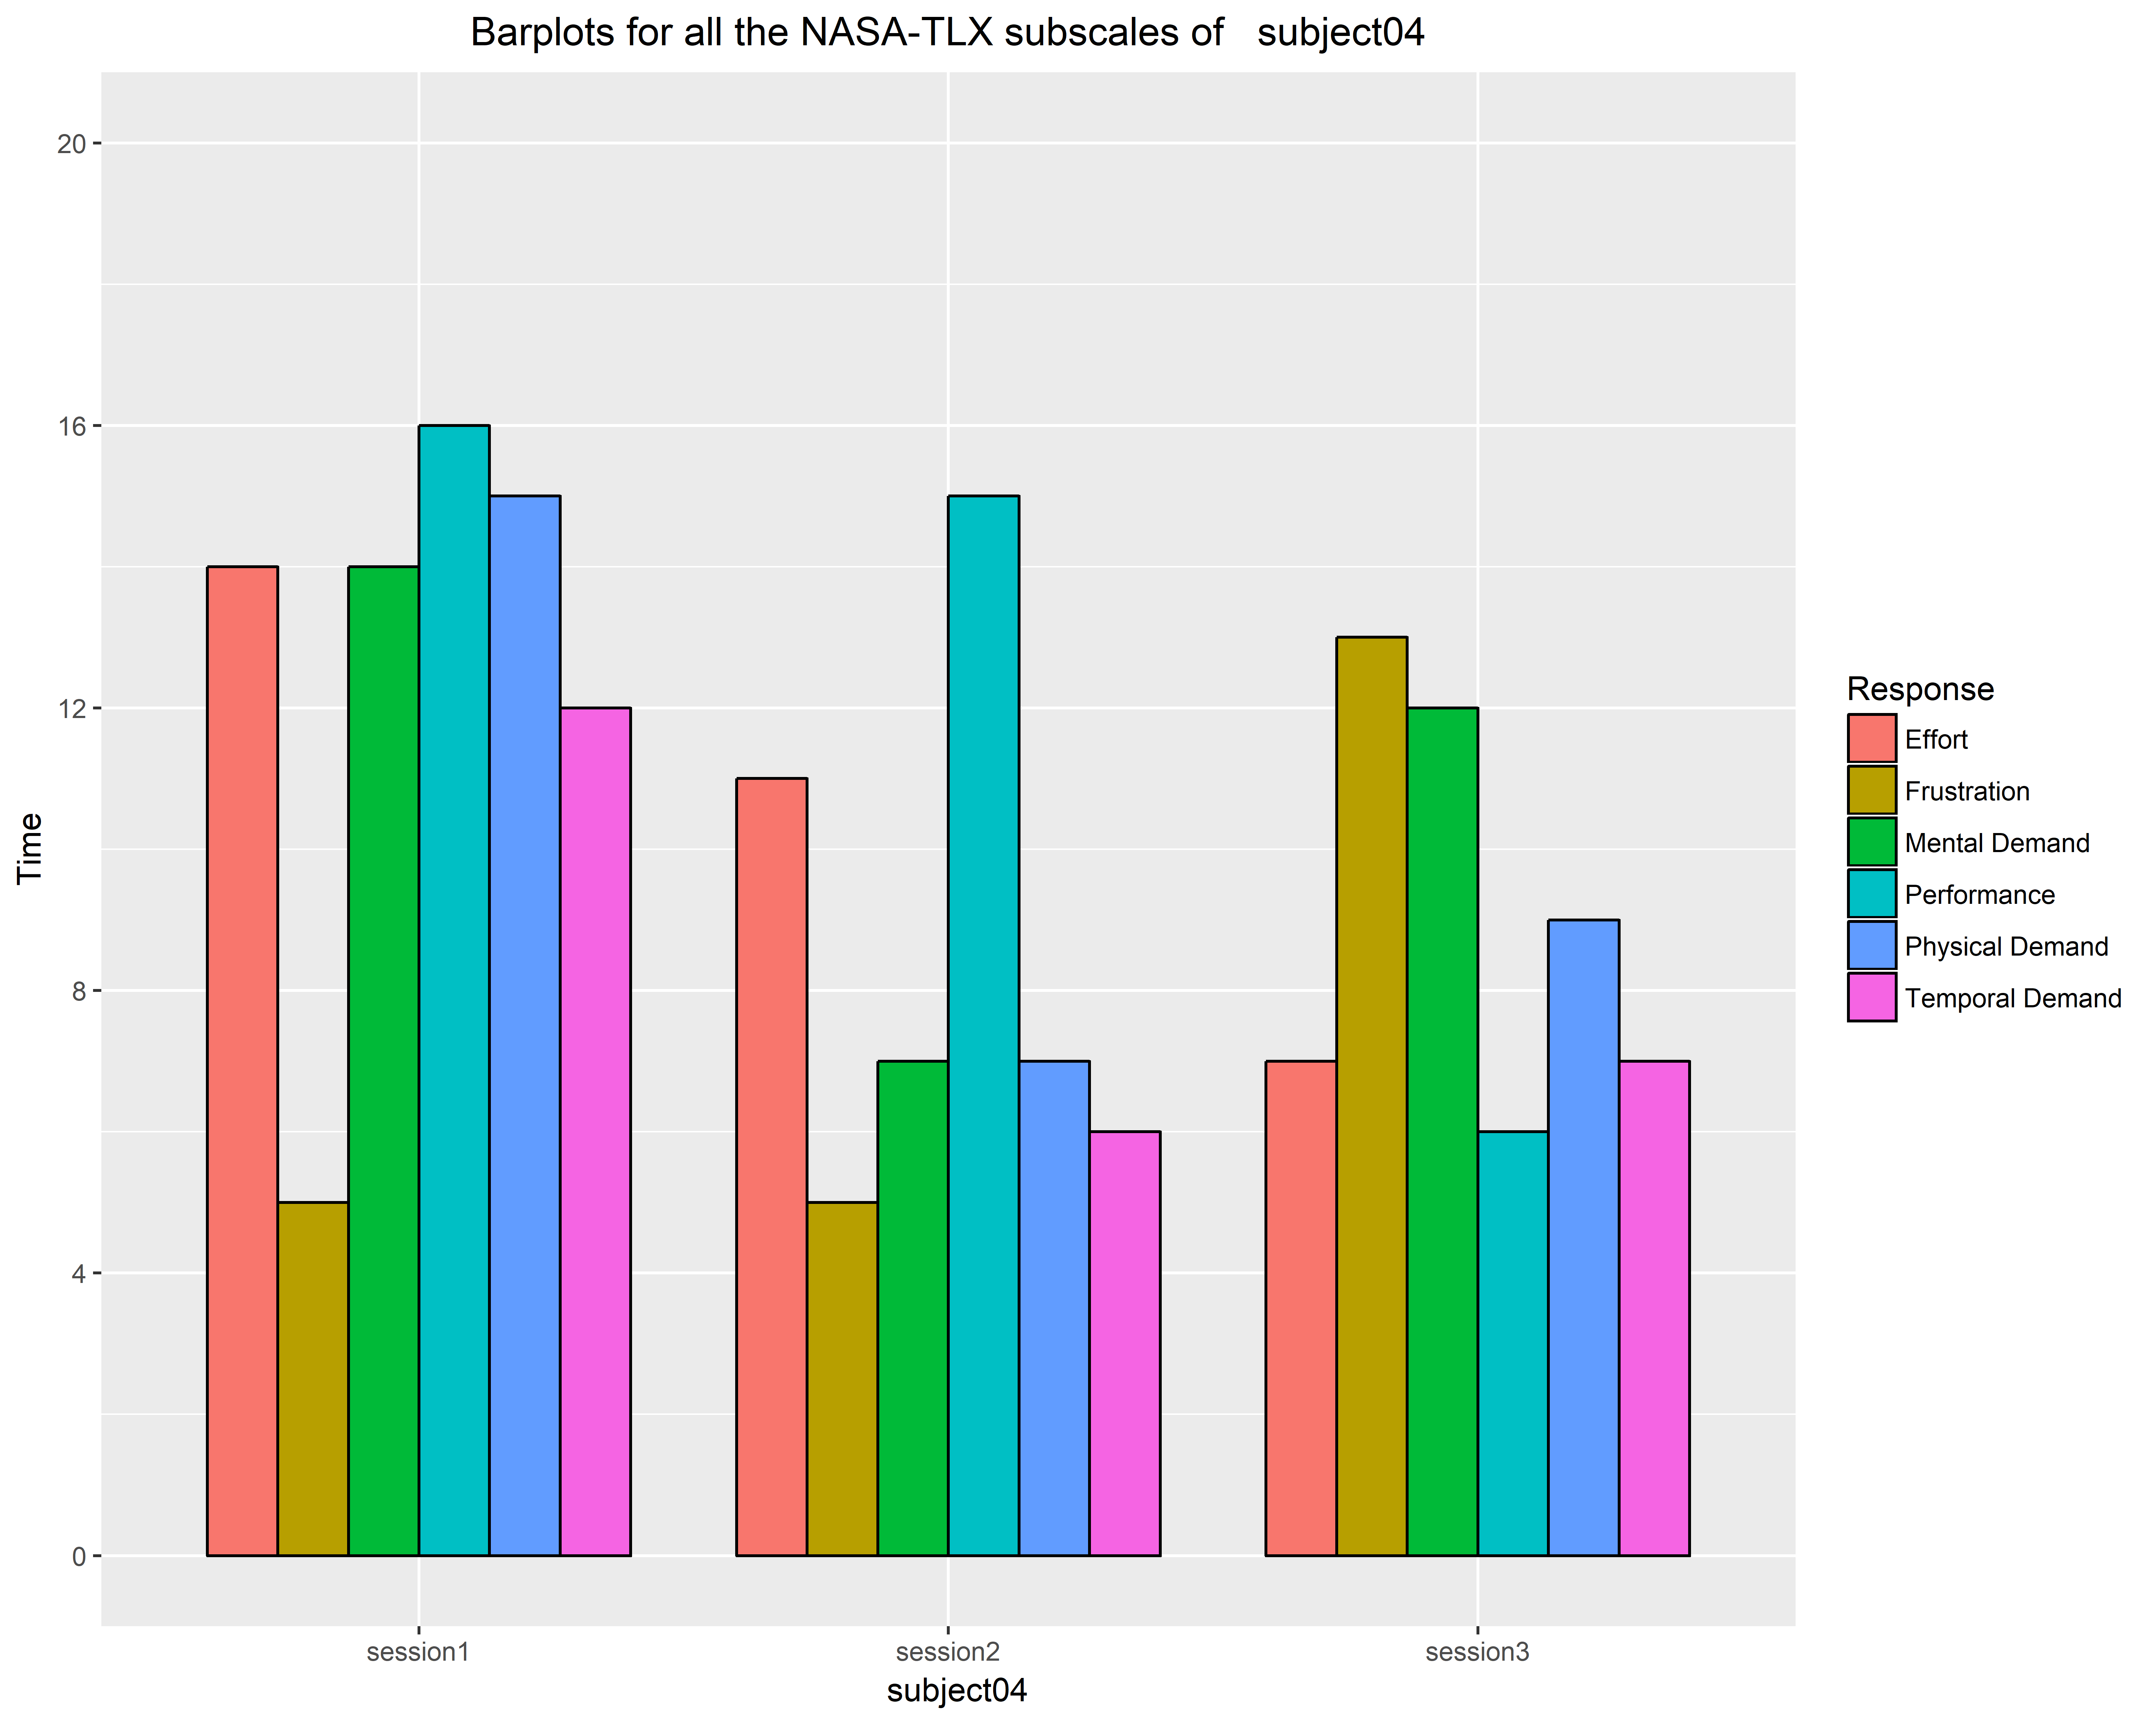 Barplots for all the NASA-TLX subscales of   subject04
20
16
12
8
4
0
Time
session1
session2
session3
subject04
Response
Effort
Frustration
Mental Demand
Performance
Physical Demand
Temporal Demand